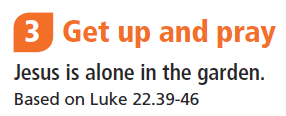 3 Get up and pray
Jesus is alone in the garden.
Based on Luke 22.39-46